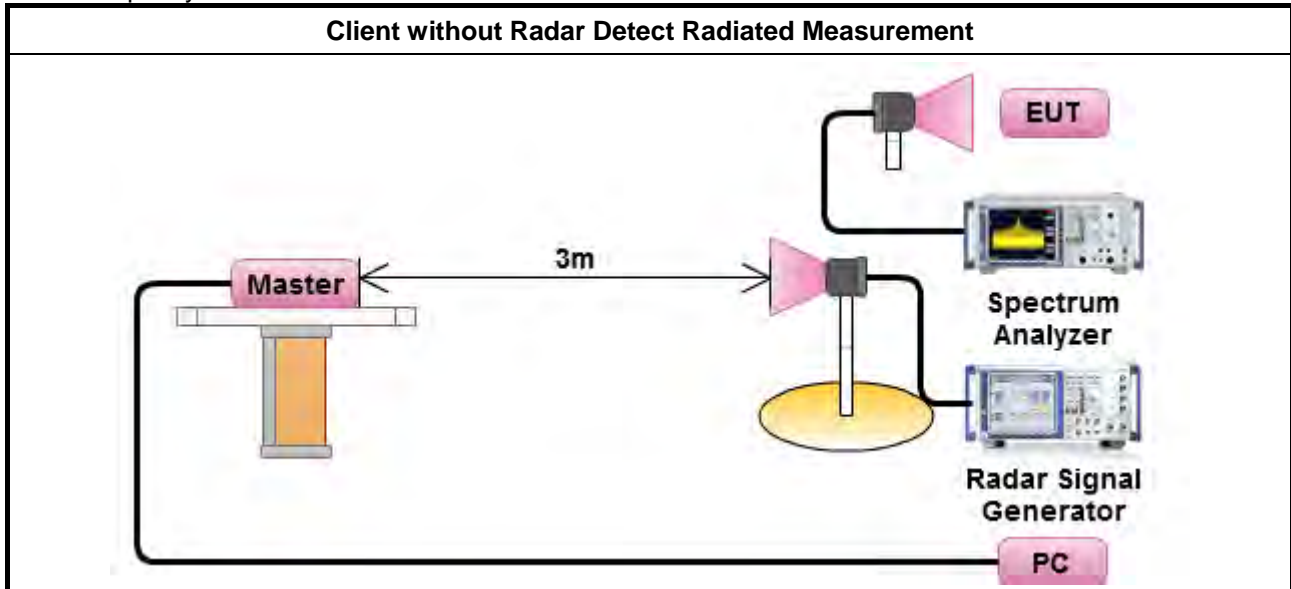 Client without Radar Detect Radiated Measurement
EUT
3m
Master
Spectrum
Analyzer
Radar Signal
Generator
PC